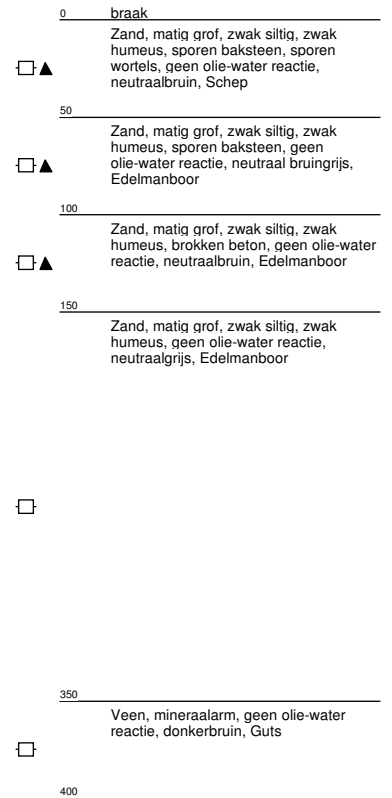 0 braak
Zand, matig grof, zwak siltig, zwak
humeus, sporen baksteen, sporen
wortels, geen olie-water reactie,
neutraalbruin, Schep
50
Zand, matig grof, zwak siltig, zwak
humeus, sporen baksteen, geen
olie-water reactie, neutraal bruingrijs,
Edelmanboor
100
Zand, matig grof, zwak siltig, zwak
humeus, brokken beton, geen olie-water
reactie, neutraalbruin, Edelmanboor
150
Zand, matig grof, zwak siltig, zwak
humeus, geen olie-water reactie,
neutraalgrijs, Edelmanboor
350
Veen, mineraalarm, geen olie-water
reactie, donkerbruin, Guts
400